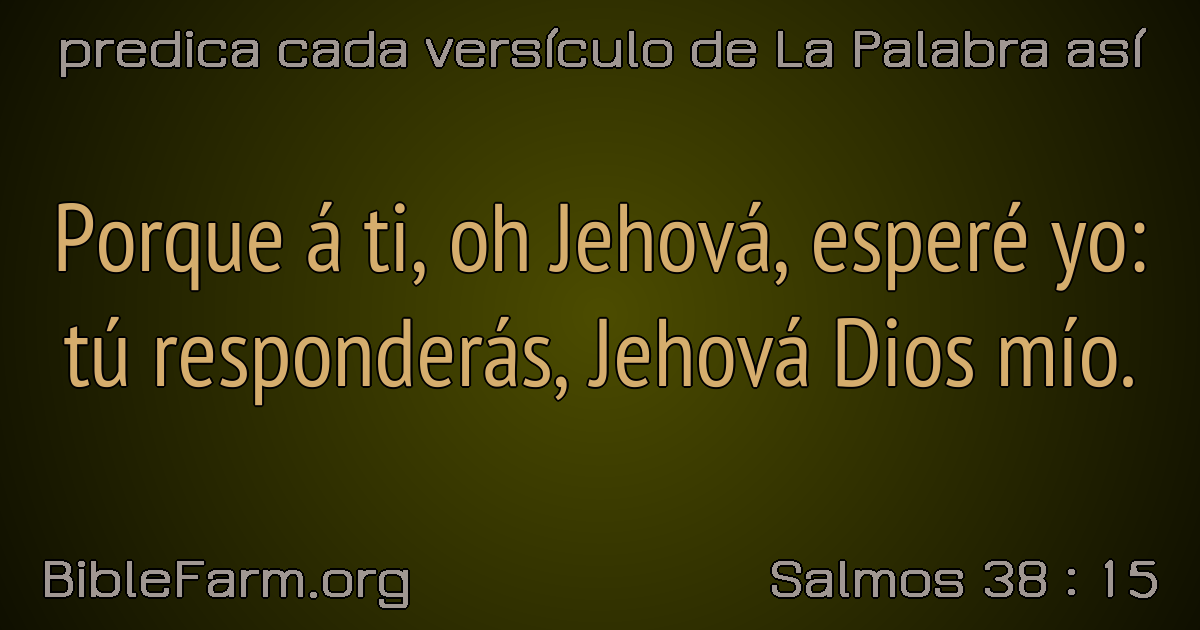 predica cada versículo de La Palabra así
Porque á ti, oh Jehová, esperé yo:
tú responderás, Jehová Dios mío.
BibleFarm.org
Salmos 38 : 15